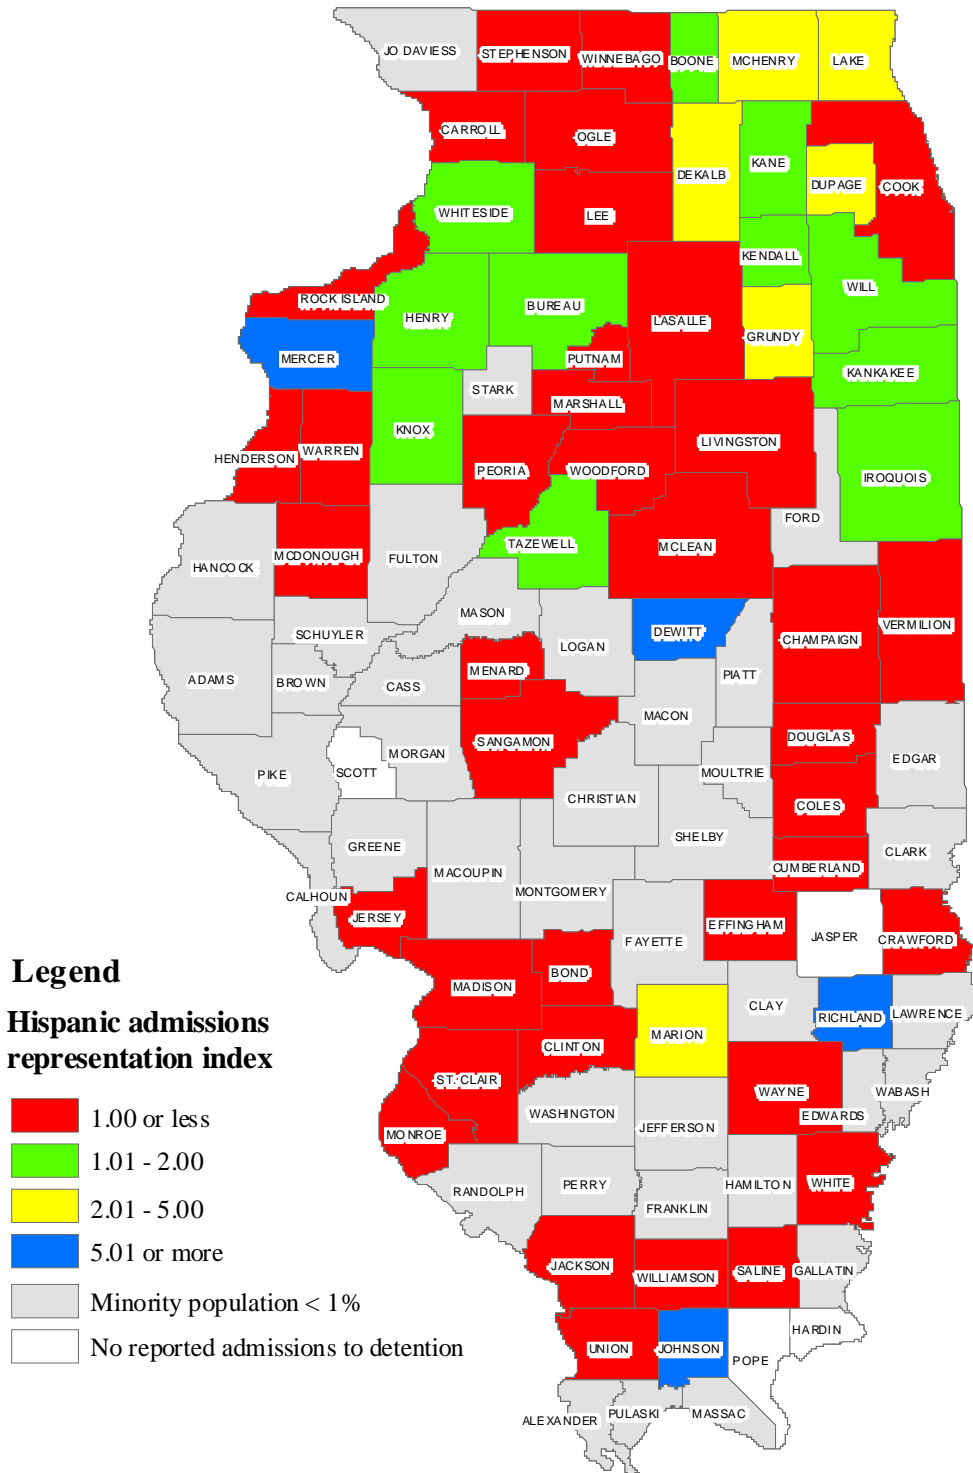 JO DAVIESS
STEPHENSON
WINNEBAGO
BOONE
MCHENRY
LAKE
CARROLL
OGLE
DEKALB
KANE
DUPAGE
COOK
WHITESIDE
LEE
KENDALL
WILL
ROCK ISLAND
HENRY
BUREAU
LASALLE
GRUNDY
MERCER
PUTNAM
KANKAKEE
STARK
MARSHALL
KNOX
LIVINGSTON
HENDERSON
WARREN
PEORIA
WOODFORD
IROQUOIS
FORD
TAZEWELL
MCLEAN
MCDONOUGH
FULTON
HANCOCK
MASON
SCHUYLER
LOGAN
DEWITT
CHAMPAIGN
VERMILION
MENARD
PIATT
ADAMS
BROWN
CASS
MACON
SANGAMON
DOUGLAS
MORGAN
EDGAR
PIKE
SCOTT
MOULTRIE
CHRISTIAN
COLES
SHELBY
GREENE
CLARK
MACOUPIN
CUMBERLAND
MONTGOMERY
CALHOUN
JERSEY
EFFINGHAM
FAYETTE
JASPER
CRAWFORD
BOND
MADISON
CLAY
RICHLAND
LAWRENCE
MARION
CLINTON
ST. CLAIR
WAYNE
WABASH
WASHINGTON
EDWARDS
JEFFERSON
MONROE
RANDOLPH
PERRY
HAMILTON
WHITE
FRANKLIN
JACKSON
WILLIAMSON
SALINE
GALLATIN
HARDIN
UNION
JOHNSON
POPE
ALEXANDER
PULASKI
MASSAC
Legend
Hispanic admissions
representation index
1.00 or less
1.01 - 2.00
2.01 - 5.00
5.01 or more
Minority population < 1%
No reported admissions to detention